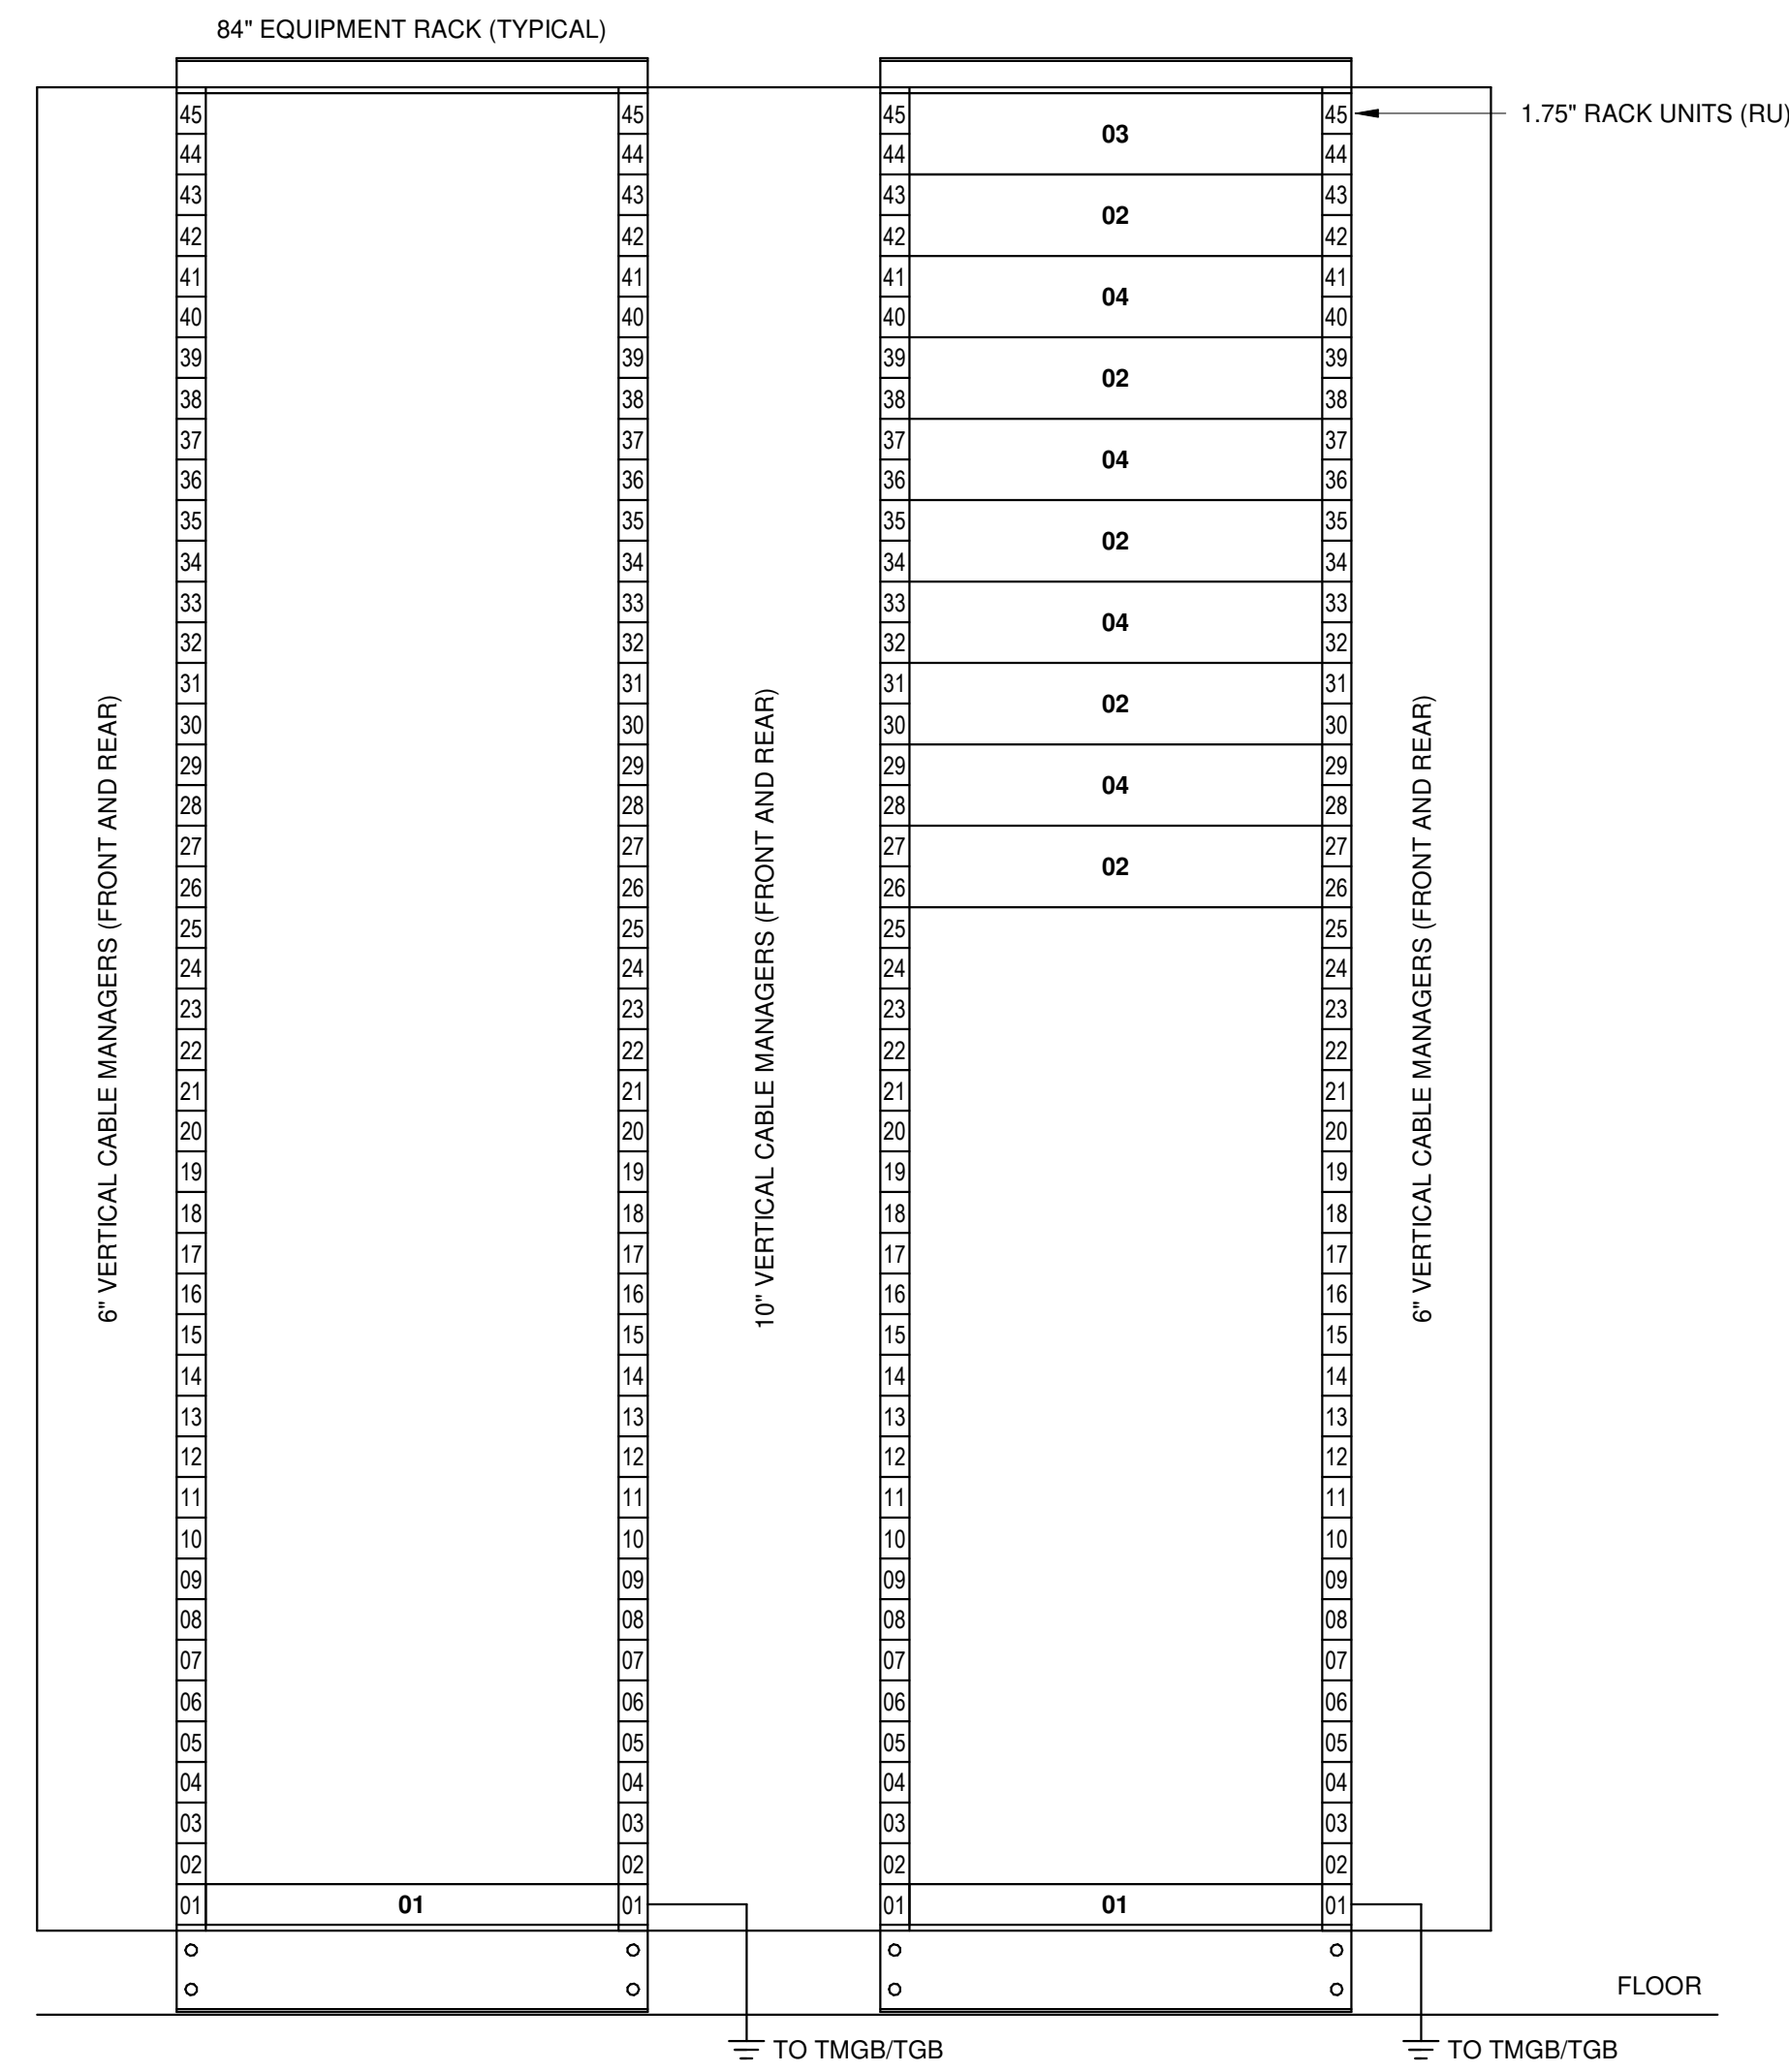 84" EQUIPMENT RACK (TYPICAL)
45 45 45 03 45 1.75" RACK UNITS (RU)
44 44 44 44
43 43 43 02 43
42 42 42 42
41 41 41 04 41
40 40 40 40
39 39 39 02 39
38 38 38 38
37 37 37 04 37
36 36 36 36
35 35 35 02 35
34 34 34 34
33 33 33 04 33
32 32 32 32
31 31 31 02 31
30 30 30 30
29 29 29 04 29
28 28 28 28
27 27 27 02 27
26 26 26 26
25 25 25 25
24 24 24 24
23 23 23 23
22 22 22 22
21 21 21 21
20 20 20 20
19 19 19 19
18 18 18 18
17 17 17 17
16 16 16 16
15 15 15 15
14 14 14 14
13 13 13 13
12 12 12 12
11 11 11 11
10 10 10 10
09 09 09 09
08 08 08 08
07 07 07 07
06 06 06 06
05 05 05 05
04 04 04 04
03 03 03 03
02 02 02 02
01 01 01 01 01 01
6" VERTICAL CABLE MANAGERS (FRONT AND REAR)
10" VERTICAL CABLE MANAGERS (FRONT AND REAR)
6" VERTICAL CABLE MANAGERS (FRONT AND REAR)
FLOOR
TO TMGB/TGB
TO TMGB/TGB